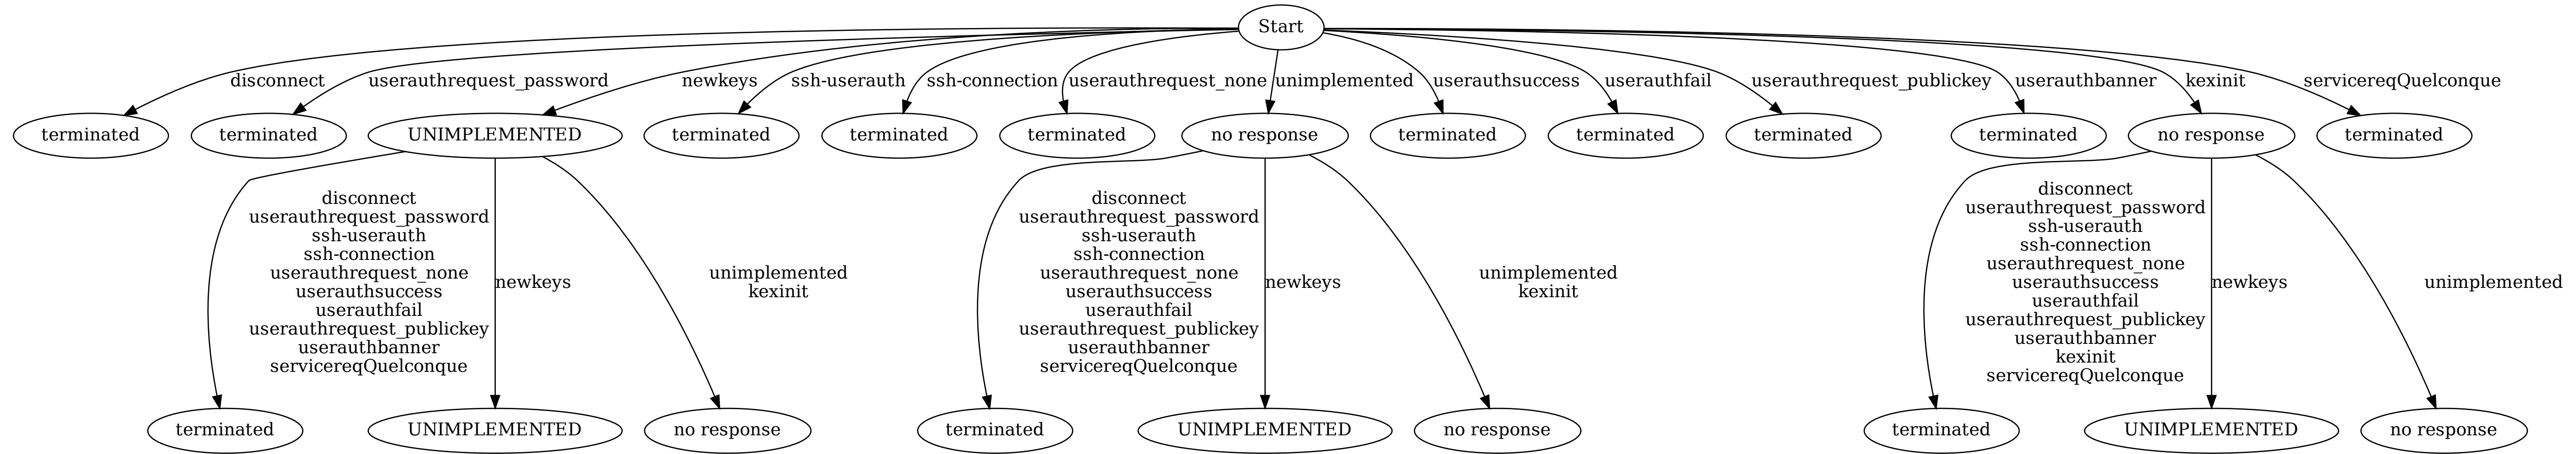 Start
disconnect
userauthrequest_password
newkeys
ssh-userauth
ssh-connection
userauthrequest_none
unimplemented
userauthsuccess
userauthfail
userauthrequest_publickey
userauthbanner
kexinit
servicereqQuelconque
terminated
terminated
UNIMPLEMENTED
terminated
terminated
terminated
no response
terminated
terminated
terminated
terminated
no response
terminated
disconnect
userauthrequest_password
ssh-userauth
ssh-connection
userauthrequest_none
userauthsuccess
userauthfail
userauthrequest_publickey
userauthbanner
servicereqQuelconque
newkeys
unimplemented
kexinit
disconnect
userauthrequest_password
ssh-userauth
ssh-connection
userauthrequest_none
userauthsuccess
userauthfail
userauthrequest_publickey
userauthbanner
servicereqQuelconque
newkeys
unimplemented
kexinit
disconnect
userauthrequest_password
ssh-userauth
ssh-connection
userauthrequest_none
userauthsuccess
userauthfail
userauthrequest_publickey
userauthbanner
kexinit
servicereqQuelconque
newkeys
unimplemented
terminated
UNIMPLEMENTED
no response
terminated
UNIMPLEMENTED
no response
terminated
UNIMPLEMENTED
no response